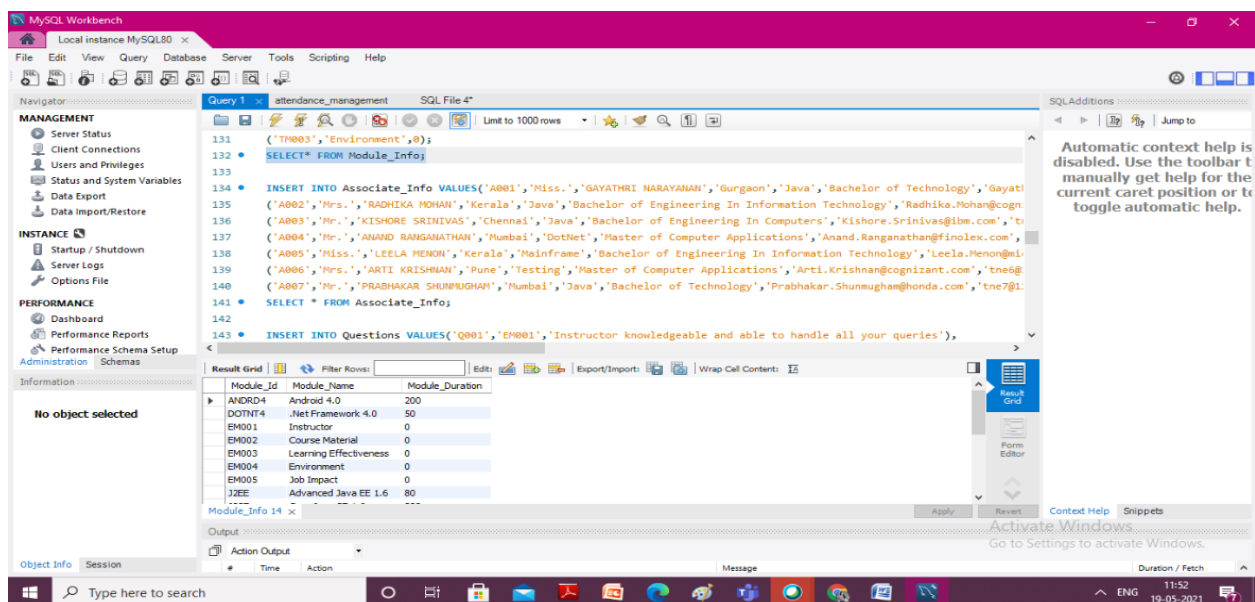 MySQL Workbench
Local instance MySQL80
File Edit View Query Database Server Tools Scripting Help
Navigator
MANAGEMENT
Server Status
Client Connections
Users and Privileges
Status and System Variables
Data Export
Data Import/Restore
INSTANCE
Startup / Shutdown
Server Logs
Options File
PERFORMANCE
Dashboard
Performance Reports
Performance Schema Setup
Administration Schemas
Information
No object selected
Object Info Session
Query 1 attendance_management SQL File 4*
Limit to 1000 rows
131 ('TM003','Environment',0);
132 SELECT* FROM Module_Info;
133
134 INSERT INTO Associate_Info VALUES('A001','Miss.','GAYATHRI NARAYANAN','Gurgaon','Java','Bachelor of Technology','Gayatl
135 ('A002','Mrs.','RADHIKA MOHAN','Kerala','Java','Bachelor of Engineering In Information Technology','Radhika.Mohan@cogn
136 ('A003','Mr.','KISHORE SRINIVAS','Chennai','Java','Bachelor of Engineering In Computers','Kishore.Srinivas@ibm.com','t
137 ('A004','Mr.','ANAND RANGANATHAN','Mumbai','DotNet','Master of Computer Applications','Anand.Ranganathan@finolex.com',
138 ('A005','Miss.','LEELA MENON','Kerala','Mainframe','Bachelor of Engineering In Information Technology','Leela.Menon@mi
139 ('A006','Mrs.','ARTI KRISHNAN','Pune','Testing','Master of Computer Applications','Arti.Krishnan@cognizant.com','tne6@
140 ('A007','Mr.','PRABHAKAR SHUNMUGHAM','Mumbai','Java','Bachelor of Technology','Prabhakar.Shunmugham@honda.com','tne7@1
141 SELECT * FROM Associate_Info;
142
143 INSERT INTO Questions VALUES('Q001','EM001','Instructor knowledgeable and able to handle all your queries'),
Result Grid Filter Rows: Edit: Export/Import: Wrap Cell Content:
Module_Id Module_Name Module_Duration
ANDRD4 Android 4.0 200
DOTNT4 .Net Framework 4.0 50
EM001 Instructor 0
EM002 Course Material 0
EM003 Learning Effectiveness 0
EM004 Environment 0
EM005 Job Impact 0
J2EE Advanced Java EE 1.6 80
Result Grid
Form Editor
Module_Info 14
Apply Revert
Output
Action Output
# Time Action Message Duration / Fetch
SQLAdditions
Jump to
Automatic context help is
disabled. Use the toolbar t
manually get help for the
current caret position or to
toggle automatic help.
Context Help Snippets
Activate Windows
Go to Settings to activate Windows.
Type here to search
ENG
11:52
19-05-2021